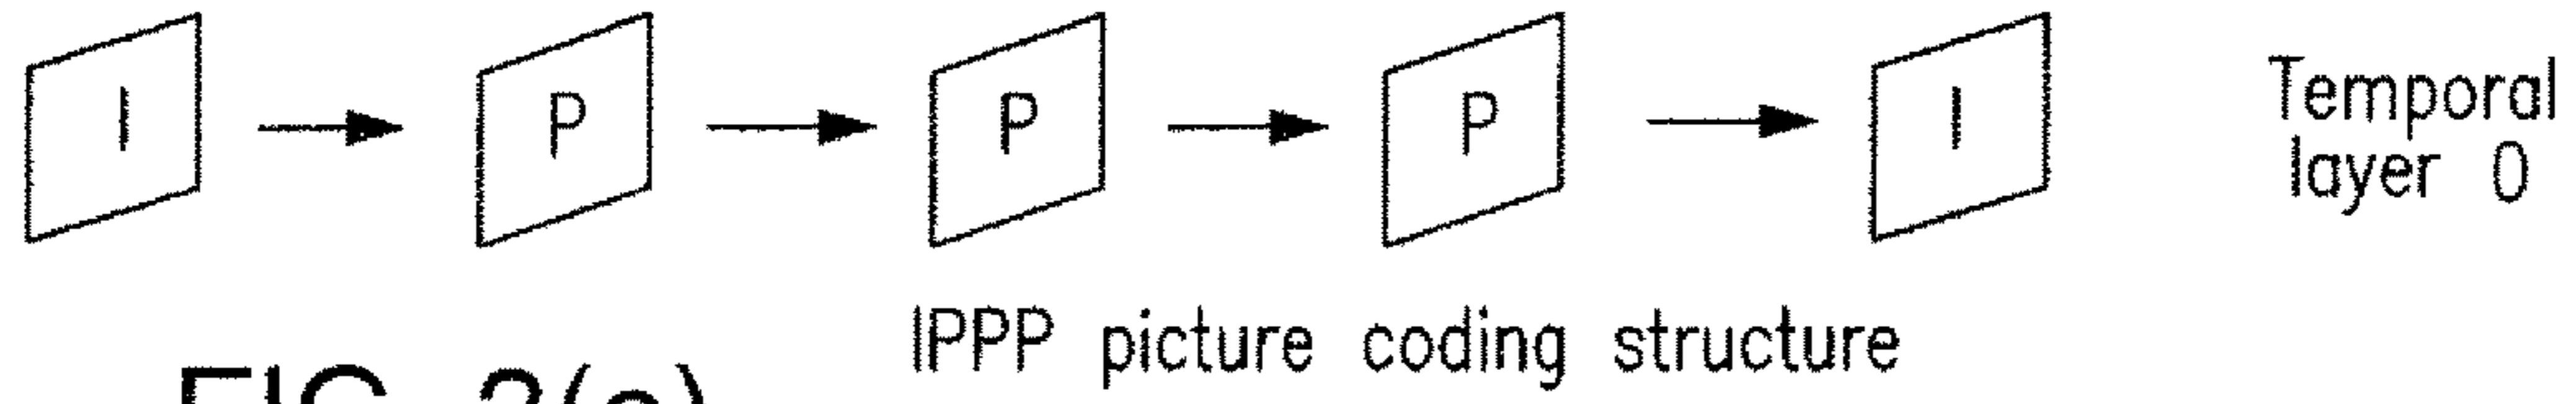 I P P P I
Temporal
layer 0
IPPP picture coding structure